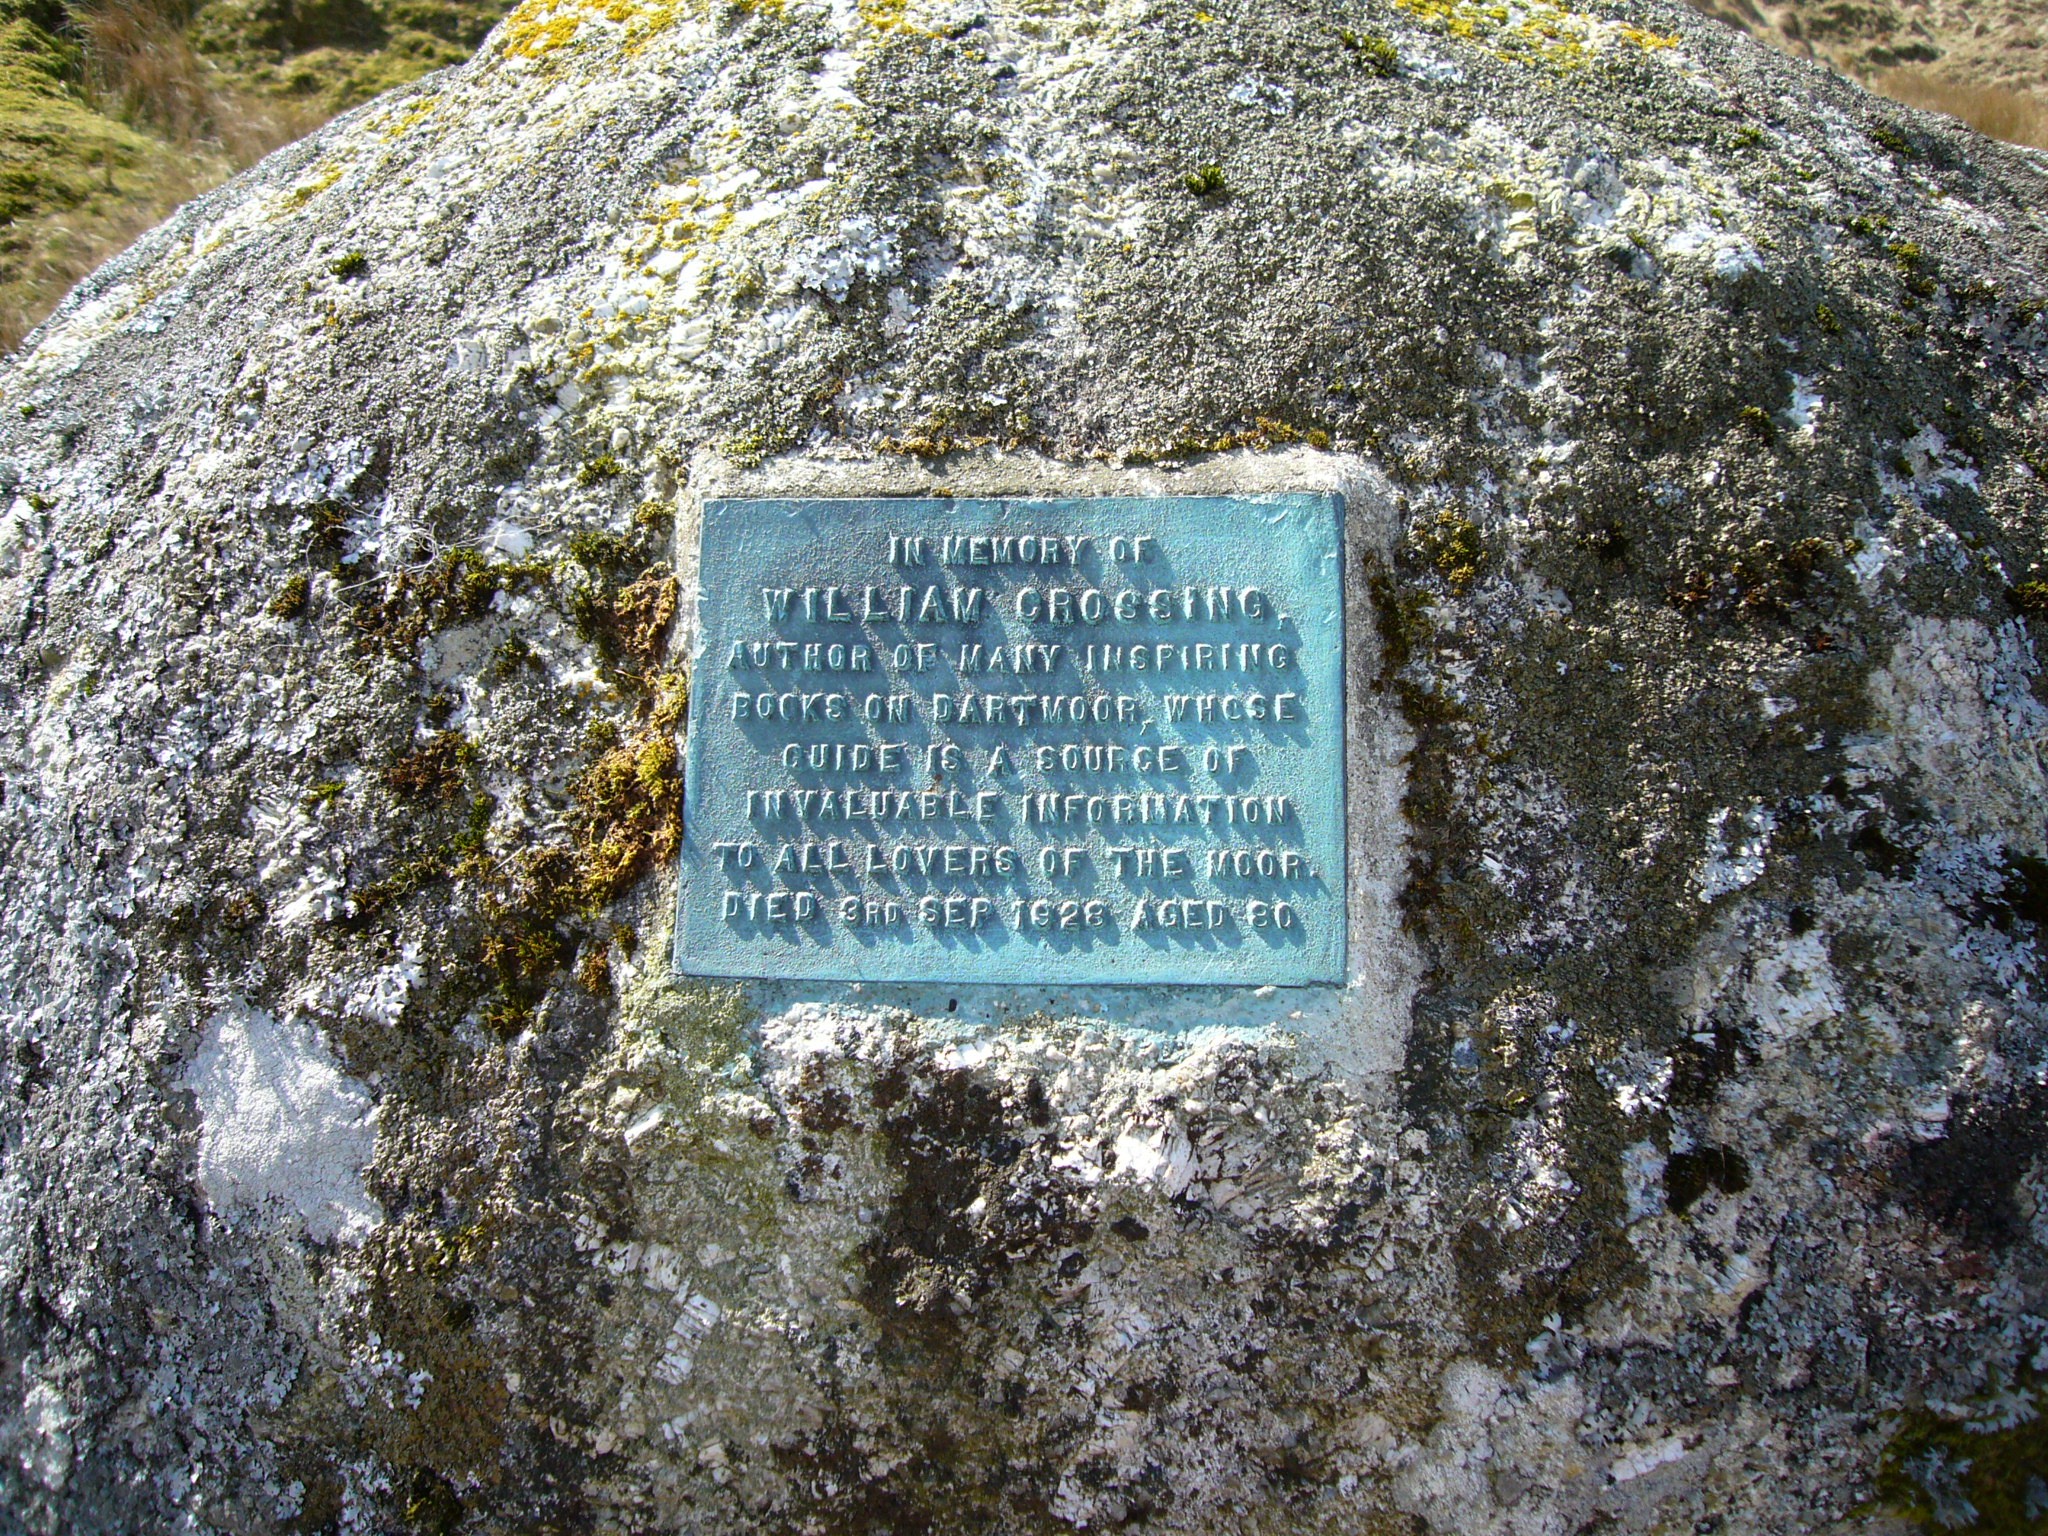 IN MEMORY OF
WILLIAM CROSSING,
AUTHOR OF MANY INSPIRING
BOOKS ON DARTMOOR, WHOSE
GUIDE IS A SOURCE OF
INVALUABLE INFORMATION
TO ALL LOVERS OF THE MOOR.
DIED 3RD SEP 1928 AGED 80